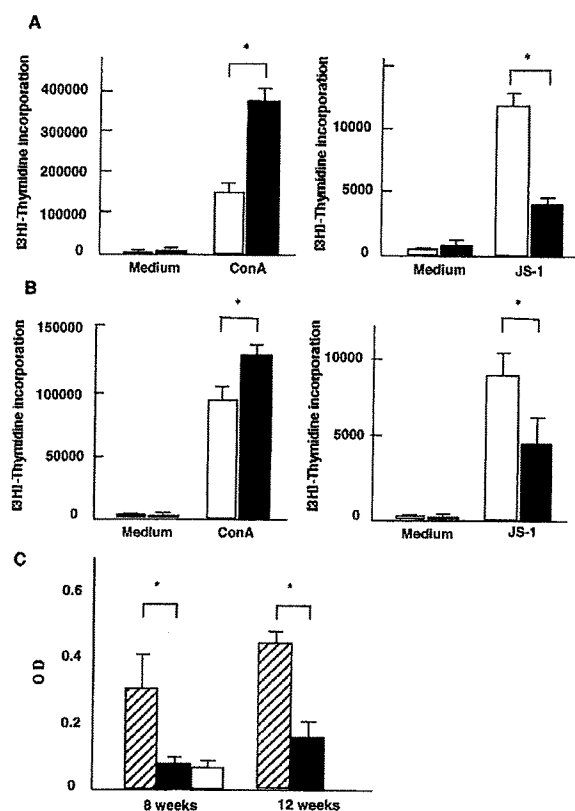 A
*
*
[3H]-Thymidine incorporation
400000
300000
200000
100000
0
Medium ConA
[3H]-Thymidine incorporation
10000
5000
0
Medium JS-1
B
*
*
[3H]-Thymidine incorporation
150000
100000
50000
0
Medium ConA
[3H]-Thymidine incorporation
10000
5000
0
Medium JS-1
C
*
*
OD
0.6
0.4
0.2
0
8 weeks 12 weeks